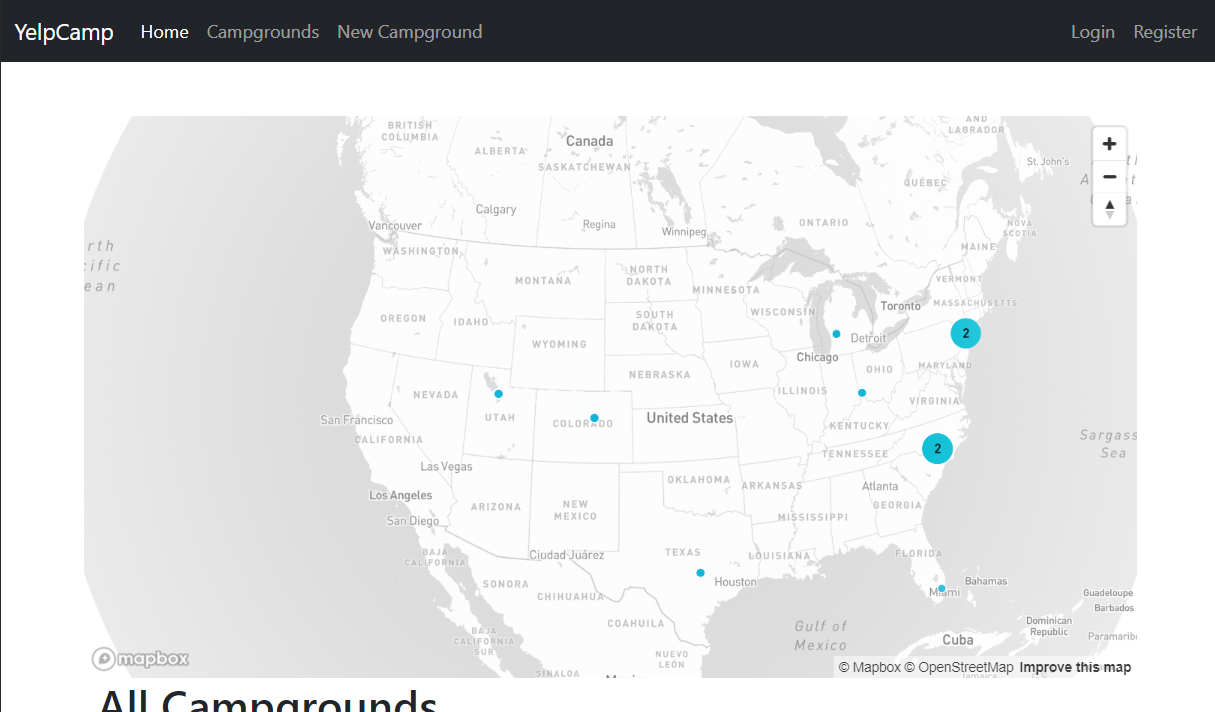 YelpCamp Home Campgrounds New Campground Login Register
BRITISH
COLUMBIA
ALBERTA
Canada
SASKATCHEWAN
AND
LABRADOR
St. John's
QUÉBEC
Calgary
Vancouver
Regina
Winnipeg
ONTARIO
NOVA
SCOTIA
MAINE
rth
cific
ean
WASHINGTON
MONTANA
NORTH
DAKOTA
MINNESOTA
VERMONT
MASSACHUSETTS
OREGON
IDAHO
SOUTH
DAKOTA
WISCONSIN
Toronto
2
WYOMING
Detroit
Chicago
NEBRASKA
IOWA
OHIO
MARYLAND
NEVADA
UTAH
COLORADO
United States
ILLINOIS
VIRGINIA
San Francisco
CALIFORNIA
KENTUCKY
Sargass
Sea
2
TENNESSEE
Las Vegas
Los Angeles
San Diego
ARIZONA
NEW
MEXICO
OKLAHOMA
ARKANSAS
Atlanta
GEORGIA
MISSISSIPPI
BAJA
CALIFORNIA
Ciudad Juárez
TEXAS
LOUISIANA
FLORIDA
SONORA
CHIHUAHUA
Houston
Miami
Bahamas
Guadeloupe
Barbados
COAHUILA
Gulf of
Mexico
Dominican
Republic
BAJA
CALIFORNIA
SUR
Cuba
NUEVO
LEÓN
SINALOA
mapbox
© Mapbox © OpenStreetMap Improve this map
All Campgrounds